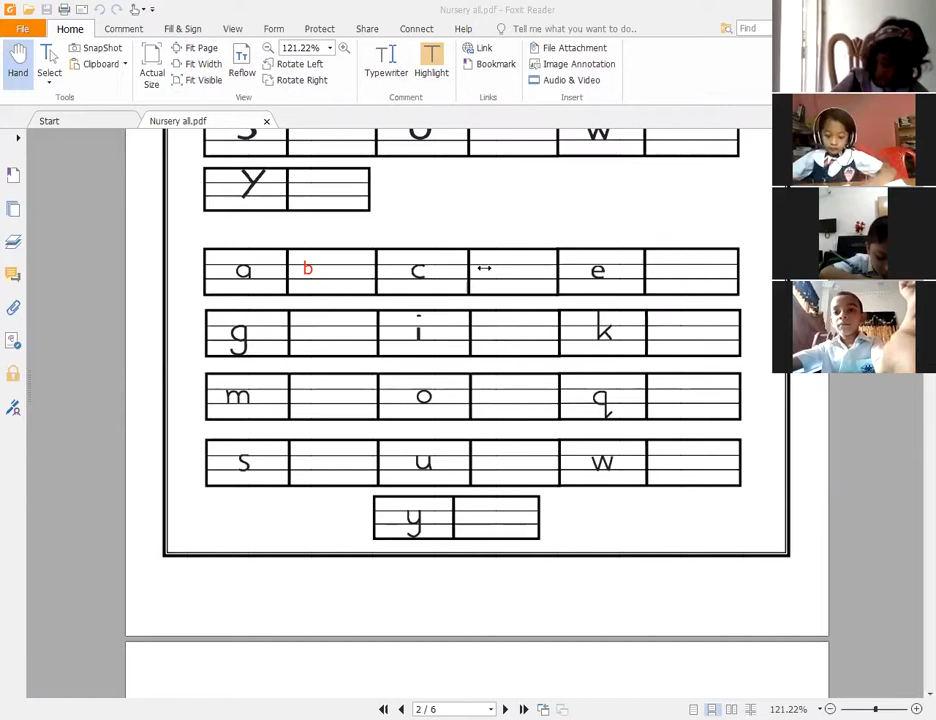 Nursery all.pdf - Foxit Reader
File Home Comment Fill & Sign View Form Protect Share Connect Help Tell me what you want to do... Find
Hand
Select
SnapShot
Clipboard
Tools
Actual Size
Fit Page
Fit Width
Fit Visible
Reflow
121.22%
Rotate Left
Rotate Right
View
Typewriter
Highlight
Comment
Link
Bookmark
Links
File Attachment
Image Annotation
Audio & Video
Insert
Start Nursery all.pdf
S U W
Y
a b c e
g i k
m o q
s u w
y
2 / 6 121.22%